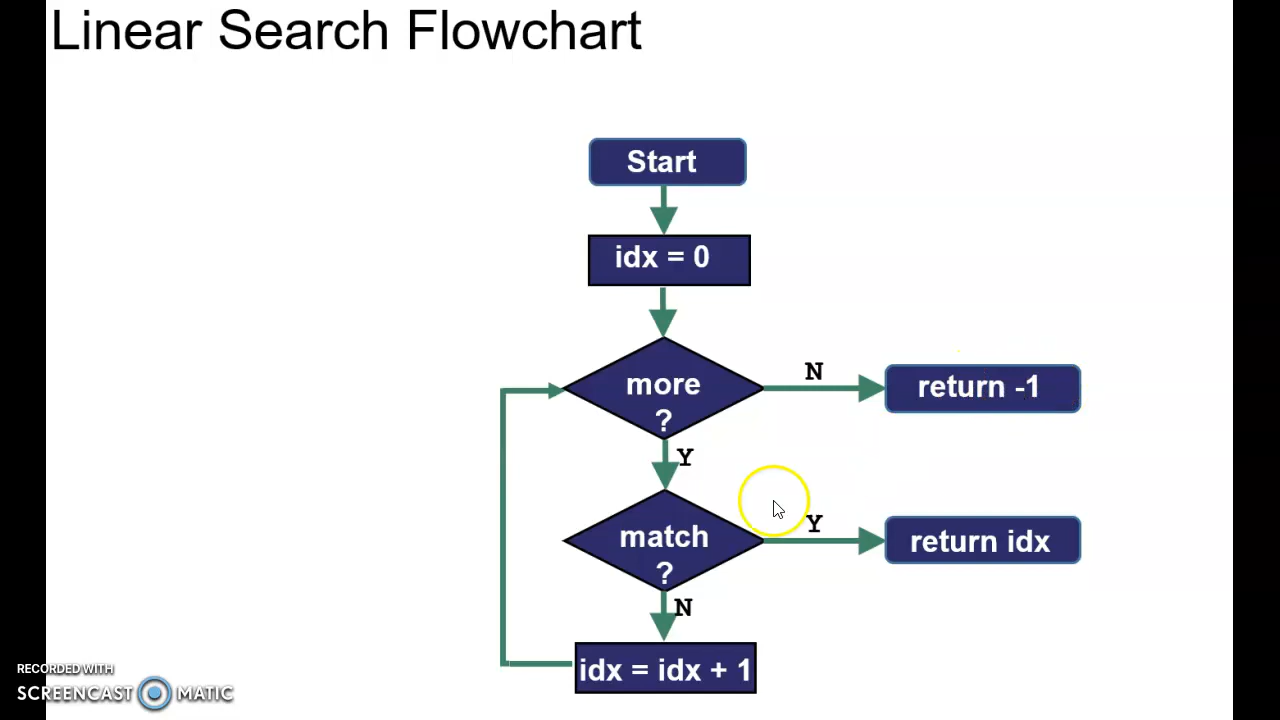 Linear Search Flowchart
Start
idx = 0
more
?
N
return -1
Y
match
?
Y
return idx
N
idx = idx + 1
RECORDED WITH
SCREENCAST MATIC